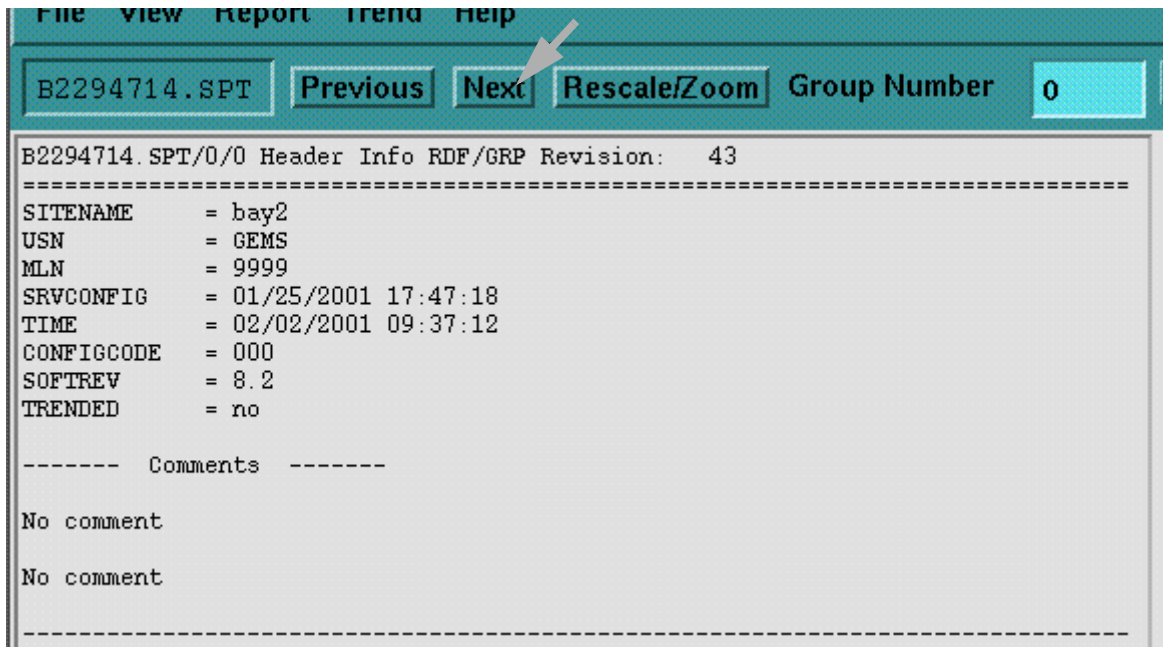 File View Report Trend Help
B2294714.SPT Previous Next Rescale/Zoom Group Number 0
B2294714.SPT/0/0 Header Info RDF/GRP Revision: 43
===============================================================================
SITENAME = bay2
USN = GEMS
MLN = 9999
SRVCONFIG = 01/25/2001 17:47:18
TIME = 02/02/2001 09:37:12
CONFIGCODE = 000
SOFTREV = 8.2
TRENDED = no
------- Comments -------
No comment
No comment
-------------------------------------------------------------------------------